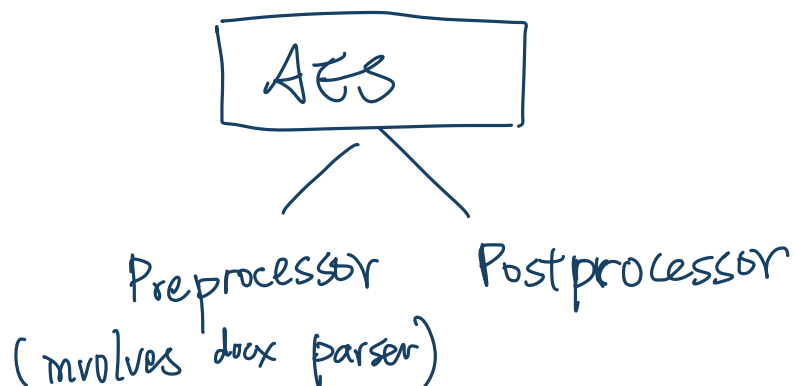 AES
Preprocessor
Postprocessor
(involves docx parser)